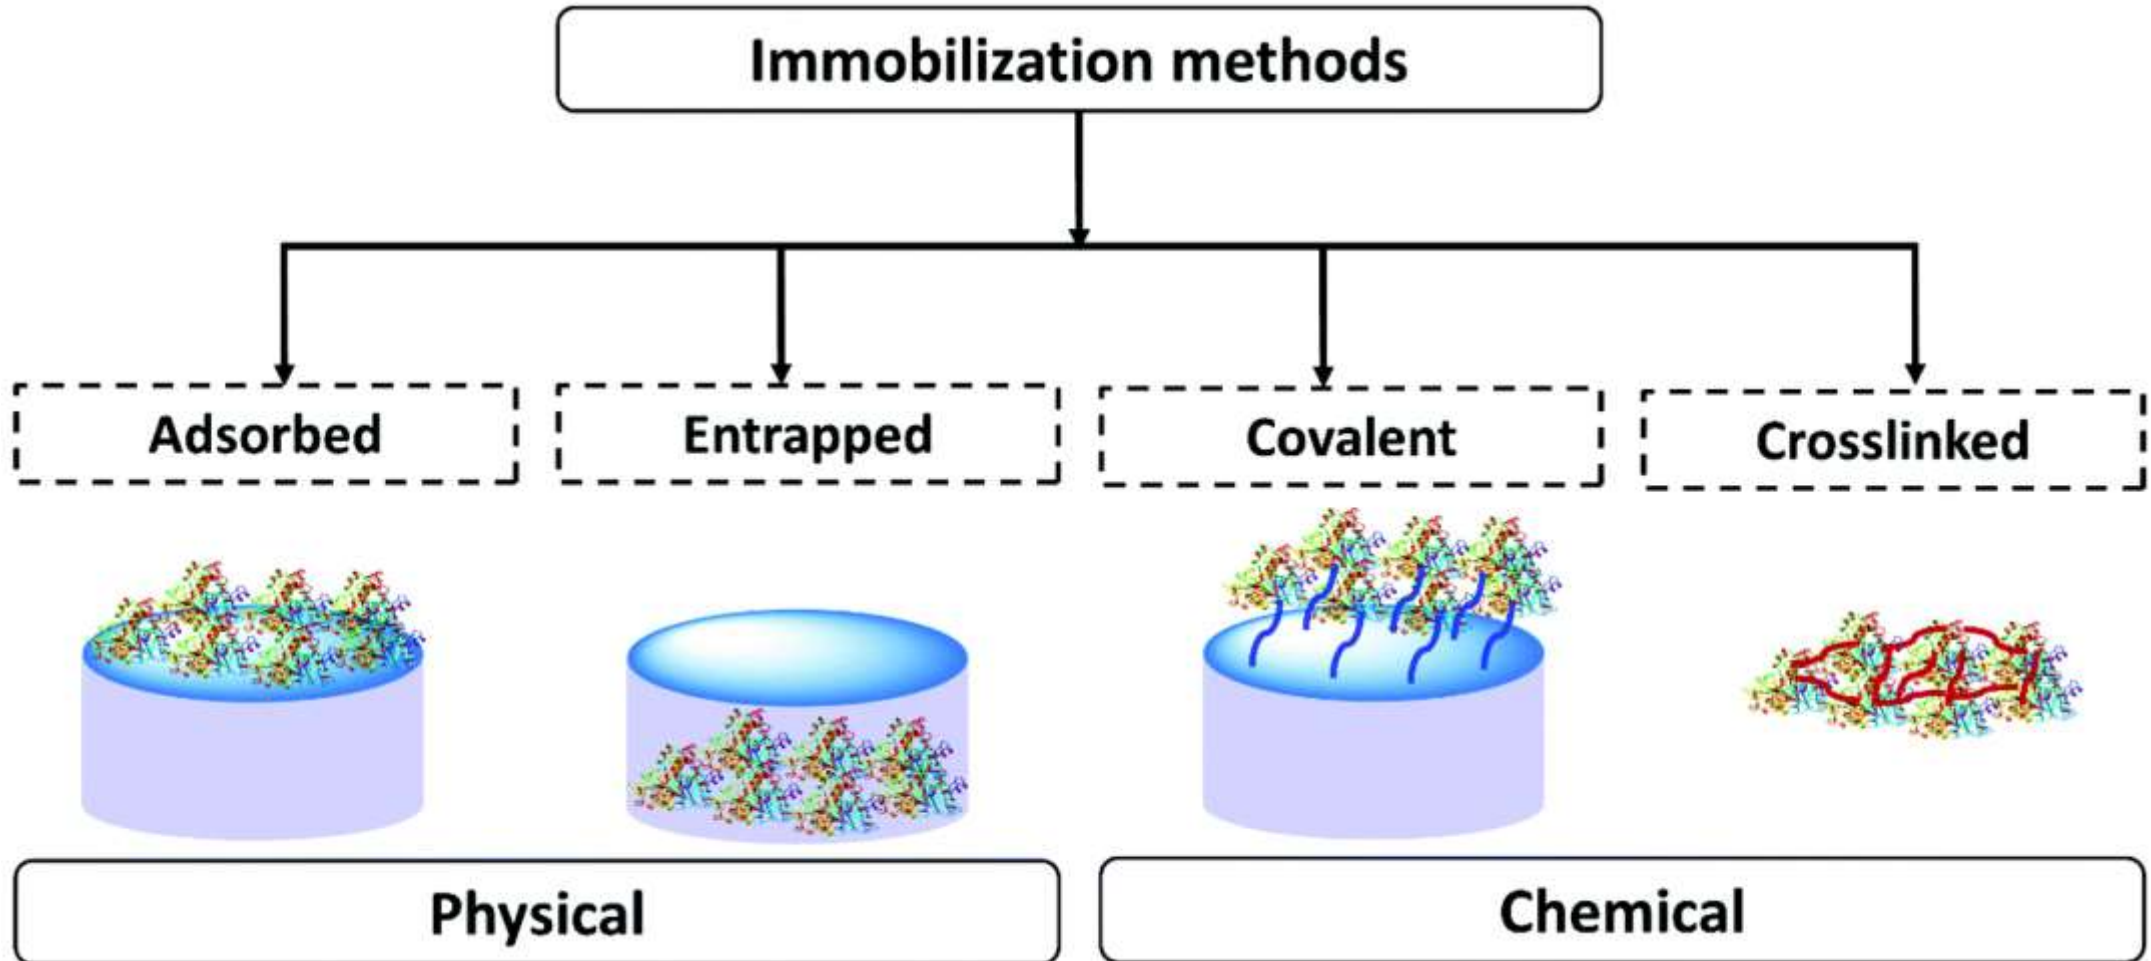 Immobilization methods
Adsorbed
Entrapped
Covalent
Crosslinked
Physical
Chemical